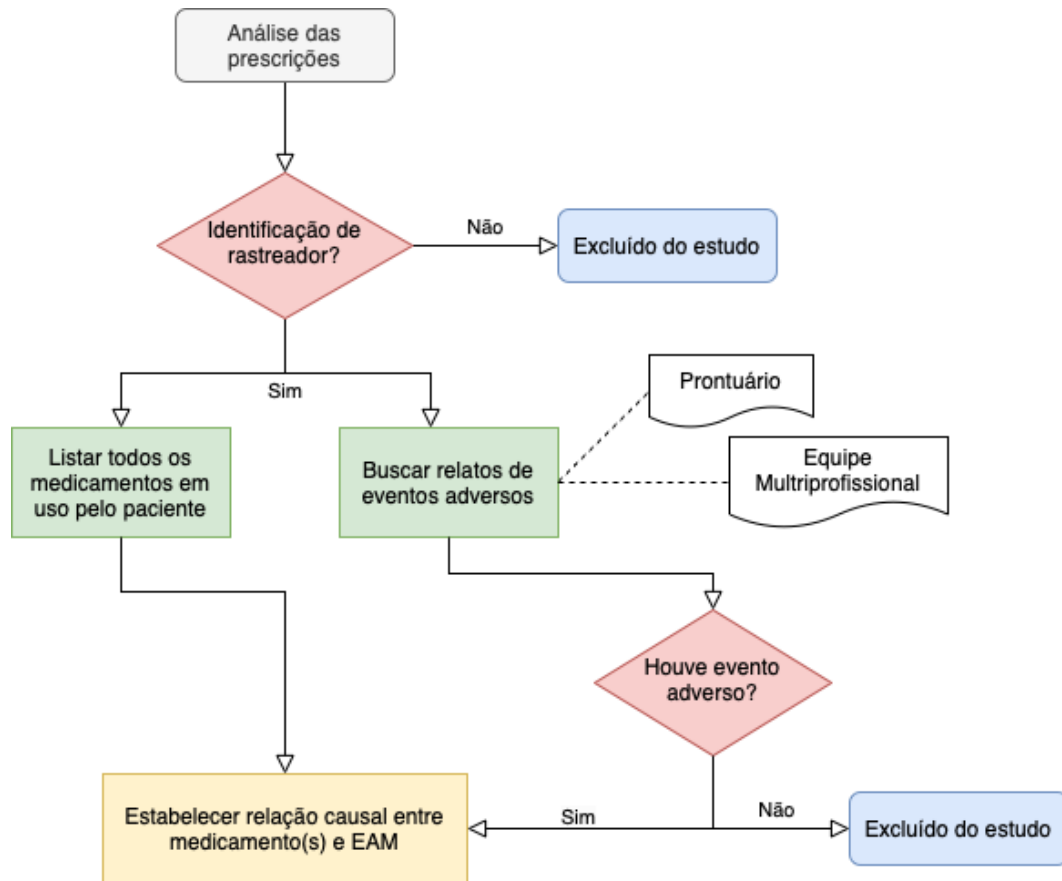 Análise das
prescrições
Identificação de
rastreador?
Não
Excluído do estudo
Sim
Prontuário
Listar todos os
medicamentos em
uso pelo paciente
Buscar relatos de
eventos adversos
Equipe
Multriprofissional
Houve evento
adverso?
Estabelecer relação causal entre
medicamento(s) e EAM
Sim
Não
Excluído do estudo